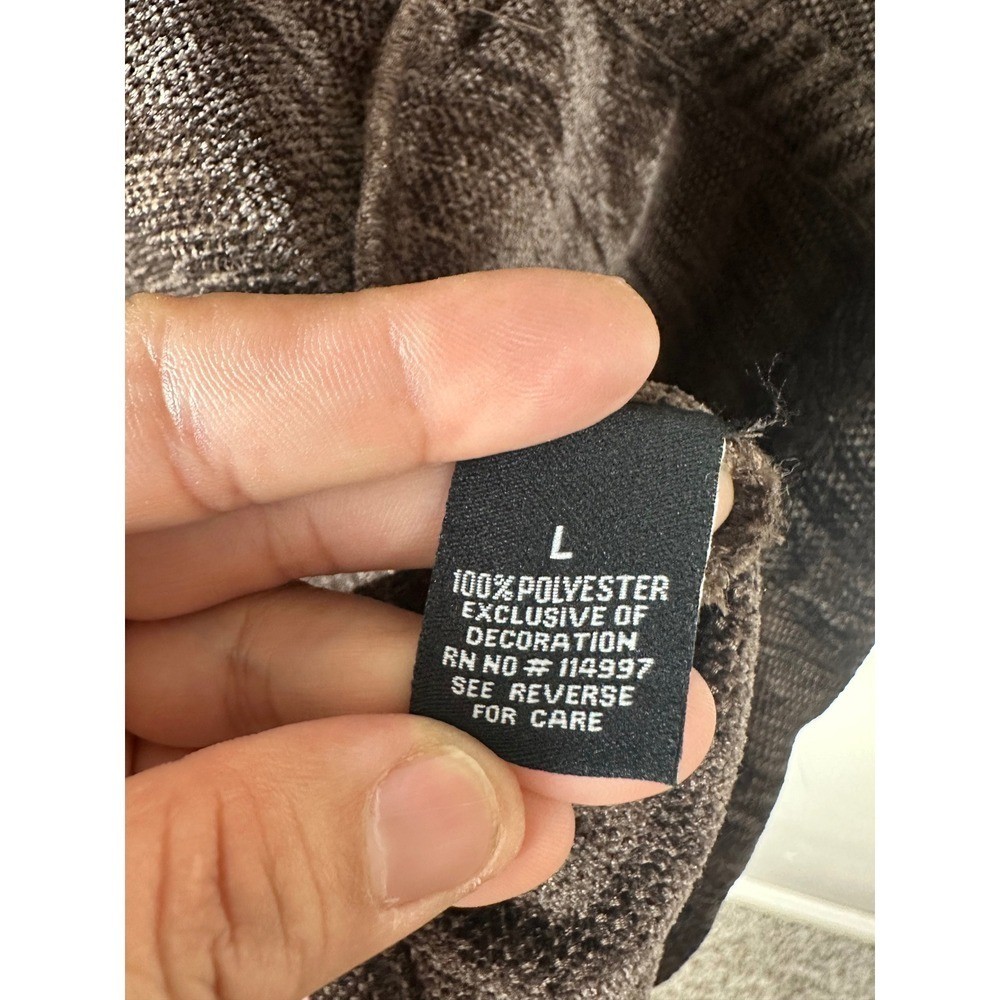 L
100% POLYESTER
EXCLUSIVE OF
DECORATION
RN NO # 114997
SEE REVERSE
FOR CARE